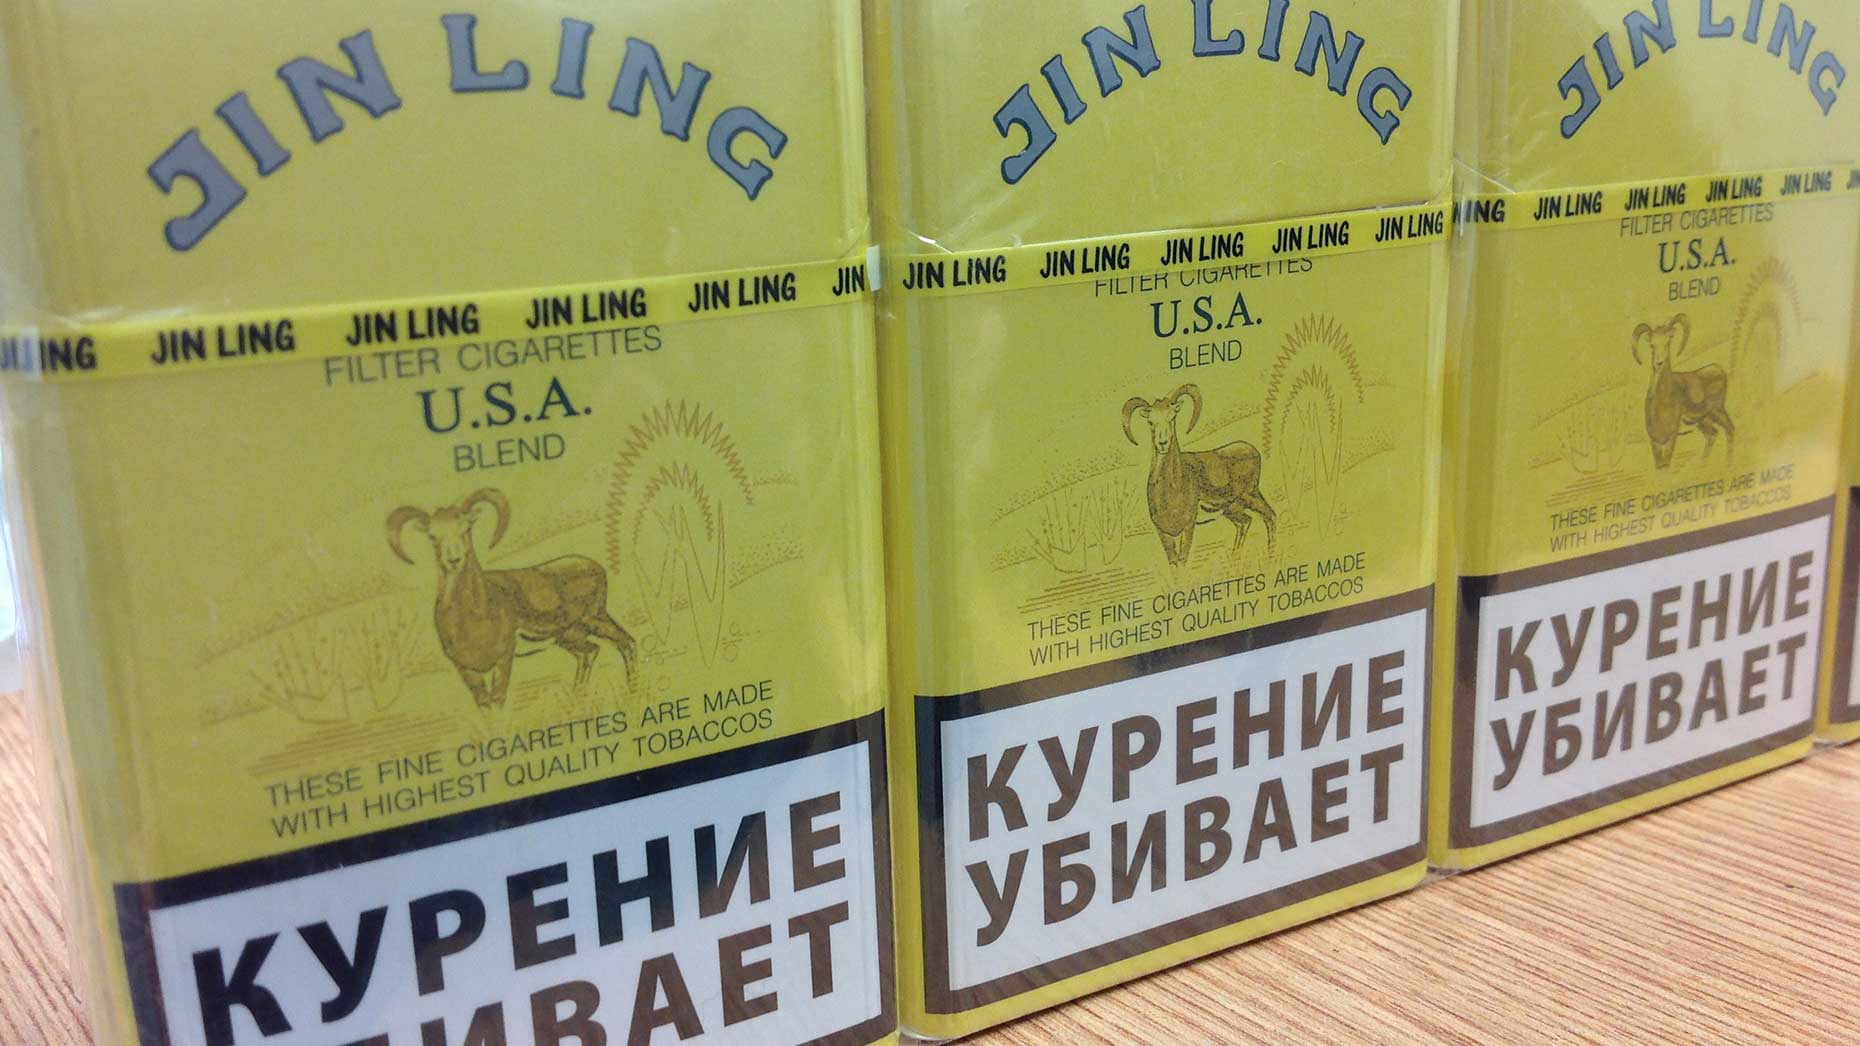 JIN LING
JIN LING JIN LING JIN LING JIN LING JIN
FILTER CIGARETTES
U.S.A.
BLEND
THESE FINE CIGARETTES ARE MADE
WITH HIGHEST QUALITY TOBACCOS
КУРЕНИЕ
УБИВАЕТ
JIN LING
JIN LING JIN LING JIN LING JIN LING JIN LING
FILTER CIGARETTES
U.S.A.
BLEND
THESE FINE CIGARETTES ARE MADE
WITH HIGHEST QUALITY TOBACCOS
КУРЕНИЕ
УБИВАЕТ
JIN LING
LING JIN LING JIN LING JIN LING JIN LING
FILTER CIGARETTES
U.S.A.
BLEND
THESE FINE CIGARETTES ARE MADE
WITH HIGHEST QUALITY TOBACCOS
КУРЕНИЕ
УБИВАЕТ